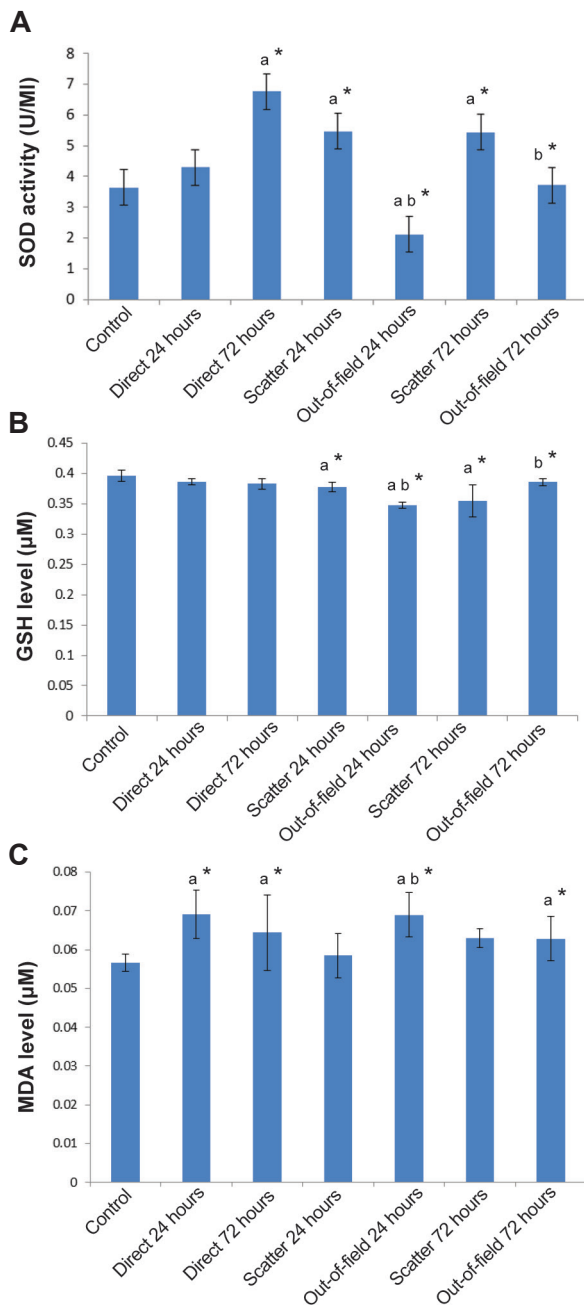 A
SOD activity (U/Ml)
8
7
6
5
4
3
2
1
0
a *
a *
a b *
a *
b *
Control
Direct 24 hours
Direct 72 hours
Scatter 24 hours
Out-of-field 24 hours
Scatter 72 hours
Out-of-field 72 hours
B
GSH level (µM)
0.45
0.4
0.35
0.3
0.25
0.2
0.15
0.1
0.05
0
a *
a b *
a *
b *
Control
Direct 24 hours
Direct 72 hours
Scatter 24 hours
Out-of-field 24 hours
Scatter 72 hours
Out-of-field 72 hours
C
MDA level (µM)
0.08
0.07
0.06
0.05
0.04
0.03
0.02
0.01
0
a *
a *
a b *
a *
Control
Direct 24 hours
Direct 72 hours
Scatter 24 hours
Out-of-field 24 hours
Scatter 72 hours
Out-of-field 72 hours